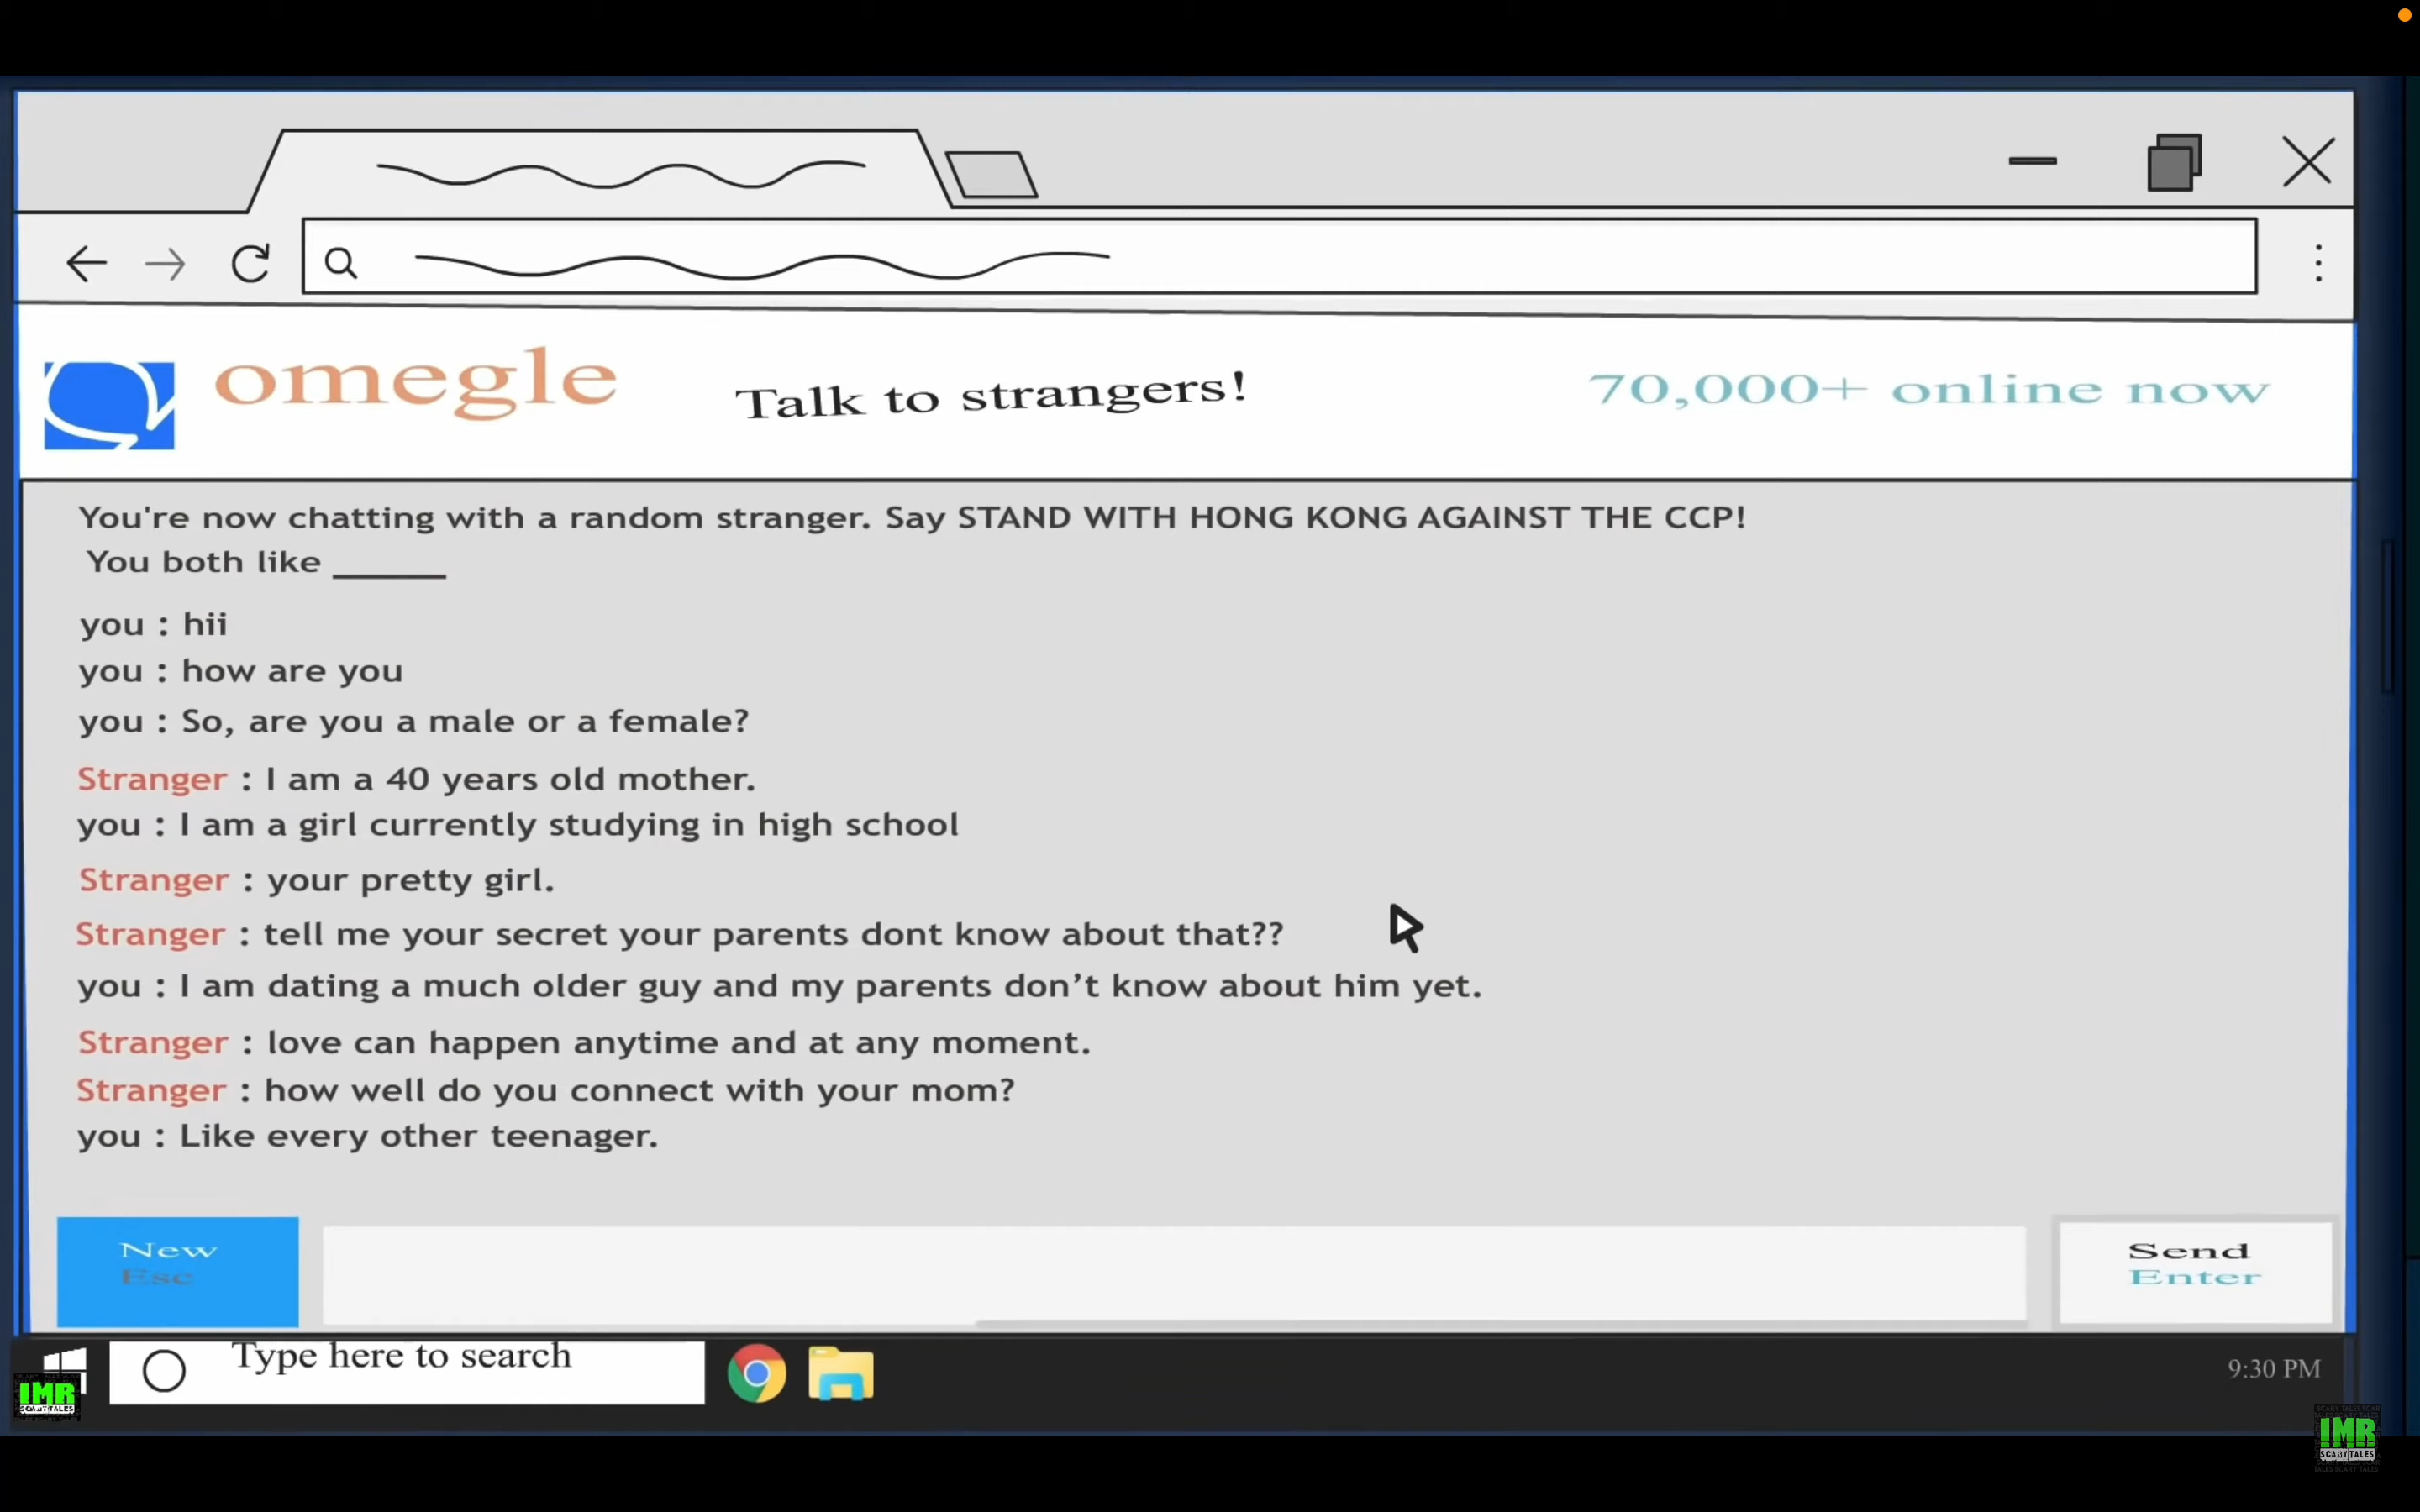 omegle
Talk to strangers!
70,000+ online now
You're now chatting with a random stranger. Say STAND WITH HONG KONG AGAINST THE CCP!
You both like ______
you : hii
you : how are you
you : So, are you a male or a female?
Stranger : I am a 40 years old mother.
you : I am a girl currently studying in high school
Stranger : your pretty girl.
Stranger : tell me your secret your parents dont know about that??
you : I am dating a much older guy and my parents don’t know about him yet.
Stranger : love can happen anytime and at any moment.
Stranger : how well do you connect with your mom?
you : Like every other teenager.
New
Esc
Send
Enter
Type here to search
9:30 PM
IMR
SCARY TALES
IMR
SCARY TALES